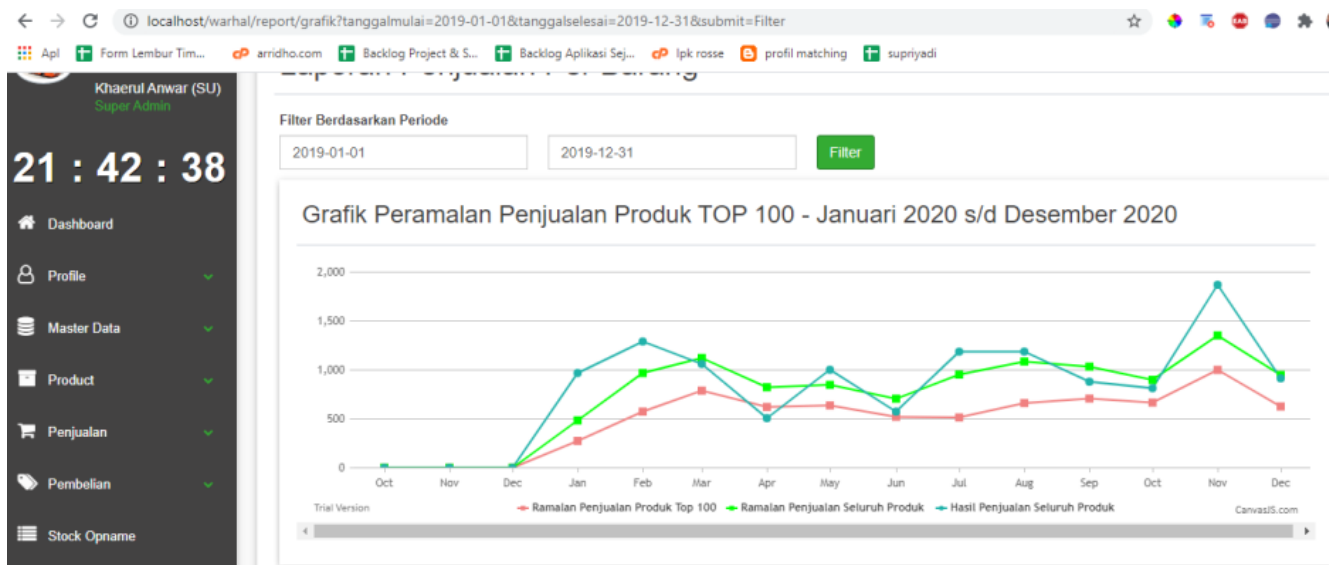 localhost/warhal/report/grafik?tanggalmulai=2019-01-01&tanggalselesai=2019-12-31&submit=Filter
Apl Form Lembur Tim... arridho.com Backlog Project & S... Backlog Aplikasi Sej... lpk rosse profil matching supriyadi
Khaerul Anwar (SU)
Super Admin
21 : 42 : 38
Dashboard
Profile
Master Data
Product
Penjualan
Pembelian
Stock Opname
Laporan Penjualan Per Barang
Filter Berdasarkan Periode
2019-01-01 2019-12-31 Filter
Grafik Peramalan Penjualan Produk TOP 100 - Januari 2020 s/d Desember 2020
2,000
1,500
1,000
500
0
Oct Nov Dec Jan Feb Mar Apr May Jun Jul Aug Sep Oct Nov Dec
Trial Version Ramalan Penjualan Produk Top 100 Ramalan Penjualan Seluruh Produk Hasil Penjualan Seluruh Produk CanvasJS.com